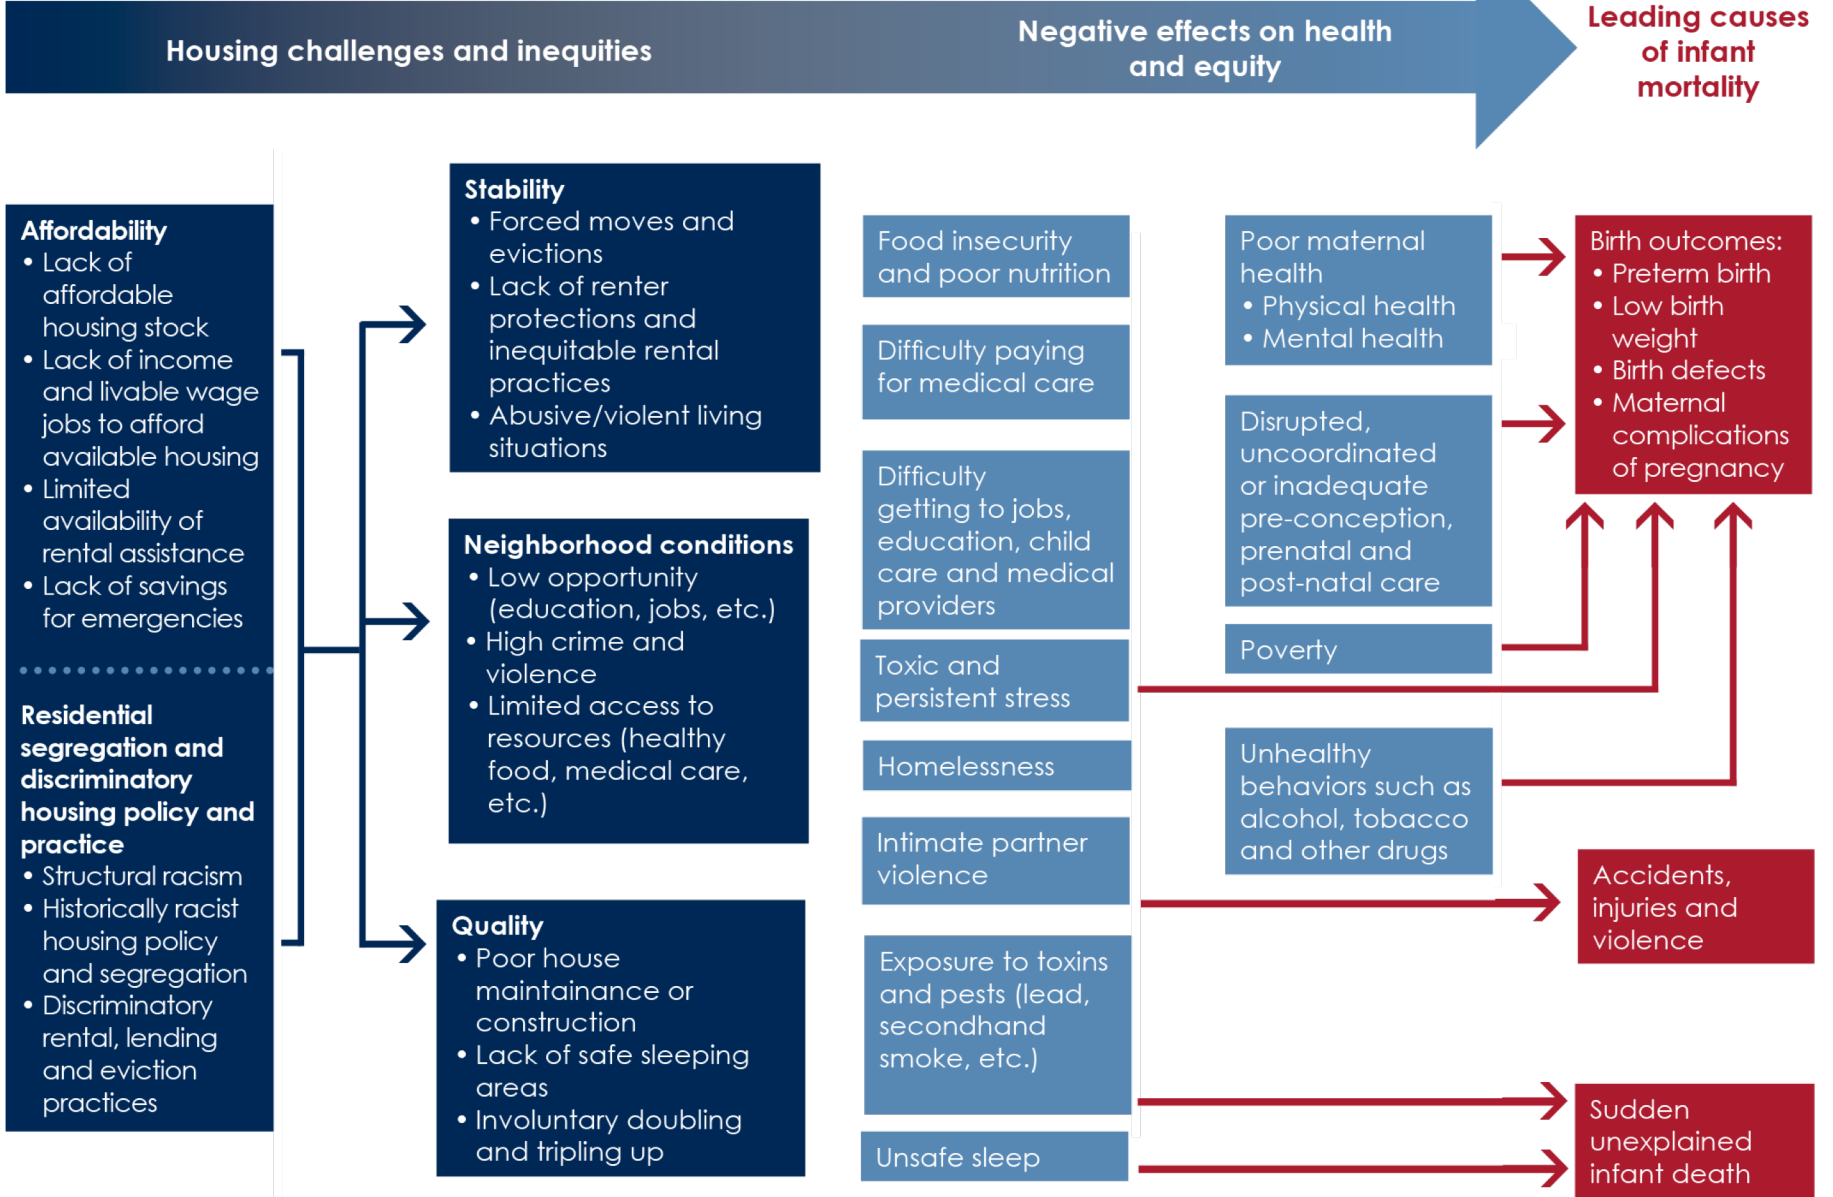 Housing challenges and inequities
Negative effects on health
and equity
Leading causes
of infant
mortality
Affordability
• Lack of
affordable
housing stock
• Lack of income
and livable wage
jobs to afford
available housing
• Limited
availability of
rental assistance
• Lack of savings
for emergencies
Residential
segregation and
discriminatory
housing policy and
practice
• Structural racism
• Historically racist
housing policy
and segregation
• Discriminatory
rental, lending
and eviction
practices
Stability
• Forced moves and
evictions
• Lack of renter
protections and
inequitable rental
practices
• Abusive/violent living
situations
Neighborhood conditions
• Low opportunity
(education, jobs, etc.)
• High crime and
violence
• Limited access to
resources (healthy
food, medical care,
etc.)
Quality
• Poor house
maintainance or
construction
• Lack of safe sleeping
areas
• Involuntary doubling
and tripling up
Food insecurity
and poor nutrition
Difficulty paying
for medical care
Difficulty
getting to jobs,
education, child
care and medical
providers
Toxic and
persistent stress
Homelessness
Intimate partner
violence
Exposure to toxins
and pests (lead,
secondhand
smoke, etc.)
Unsafe sleep
Poor maternal
health
• Physical health
• Mental health
Disrupted,
uncoordinated
or inadequate
pre-conception,
prenatal and
post-natal care
Poverty
Unhealthy
behaviors such as
alcohol, tobacco
and other drugs
Birth outcomes:
• Preterm birth
• Low birth
weight
• Birth defects
• Maternal
complications
of pregnancy
Accidents,
injuries and
violence
Sudden
unexplained
infant death